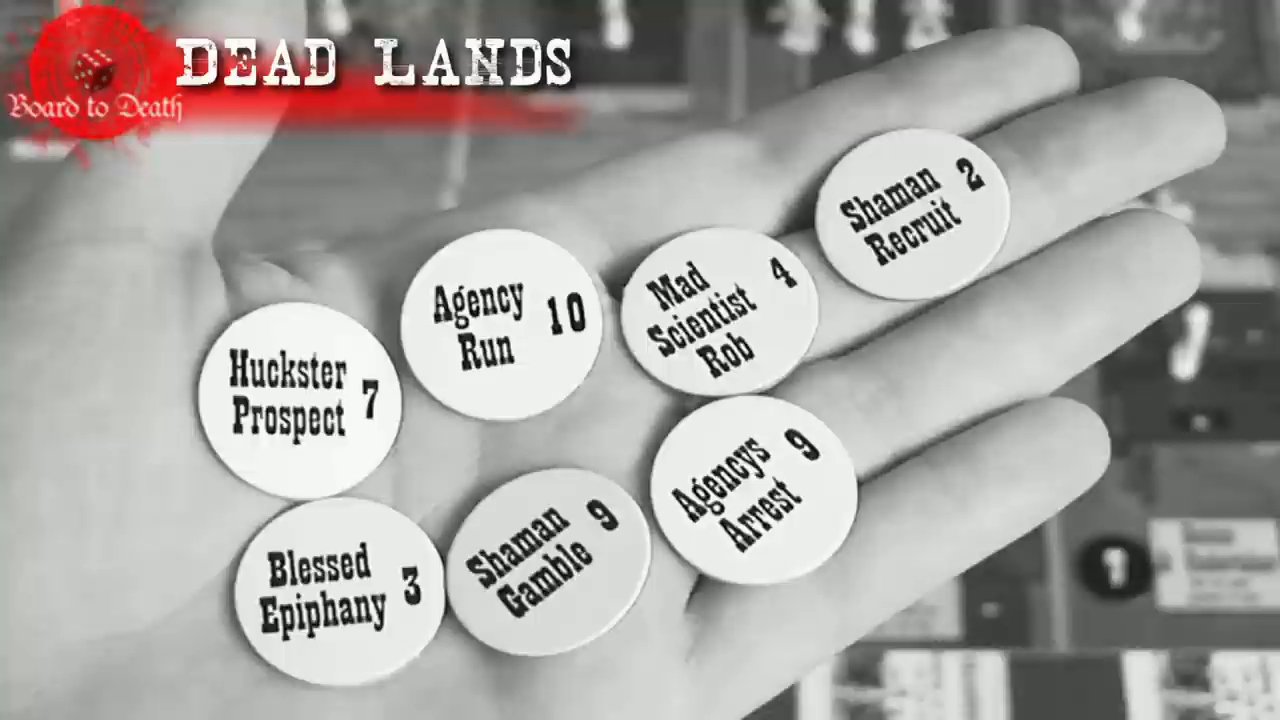 DEAD LANDS
Board to Death
Shaman 2
Recruit
Agency 10
Run
Mad 4
Scientist
Rob
Huckster 7
Prospect
Agencys 9
Arrest
Shaman 9
Gamble
Blessed 3
Epiphany
1